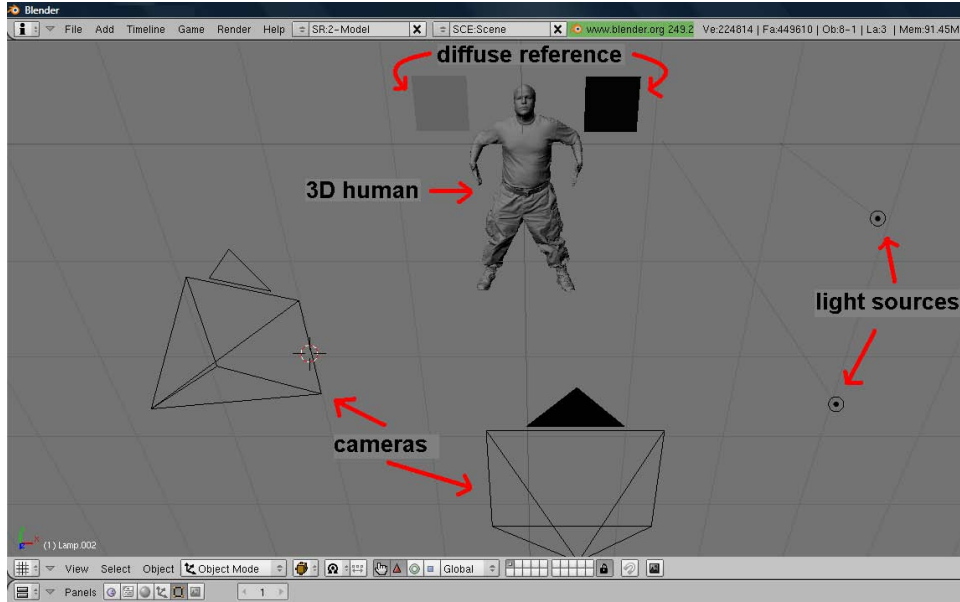 Blender
File Add Timeline Game Render Help SR:2-Model SCE:Scene www.blender.org 249.2 Ve:224814 | Fa:449610 | Ob:8-1 | La:3 | Mem:91.45M
diffuse reference
3D human
light sources
cameras
x
(1) Lamp.002
View Select Object Object Mode Global
Panels 1